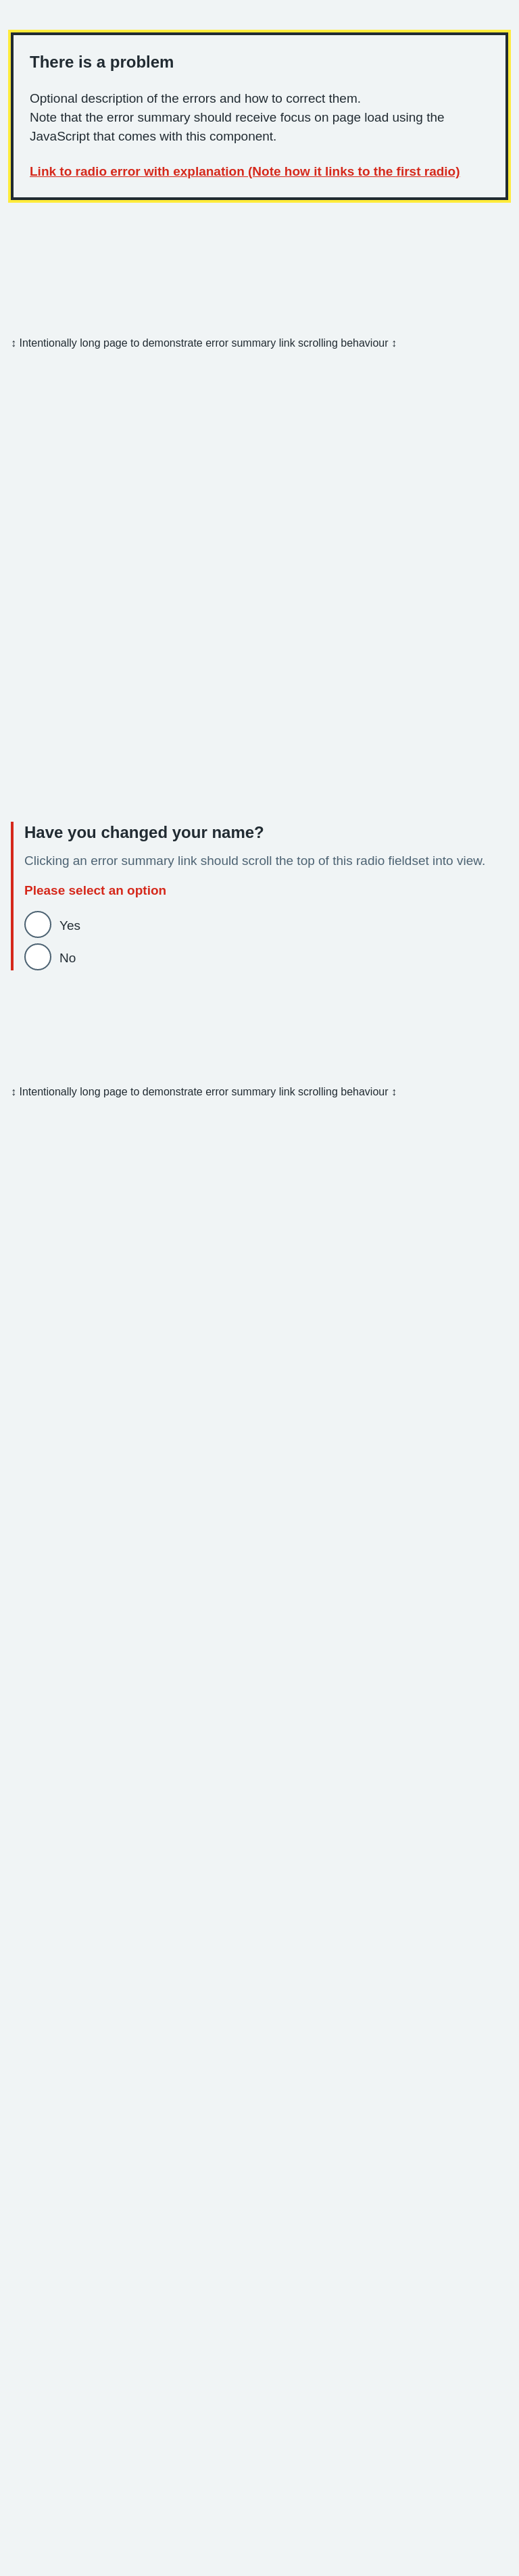 There is a problem
Optional description of the errors and how to correct them.
Note that the error summary should receive focus on page load using the
JavaScript that comes with this component.
Link to radio error with explanation (Note how it links to the first radio)
↕ Intentionally long page to demonstrate error summary link scrolling behaviour ↕
Have you changed your name?
Clicking an error summary link should scroll the top of this radio fieldset into view.
Please select an option
Yes
No
↕ Intentionally long page to demonstrate error summary link scrolling behaviour ↕